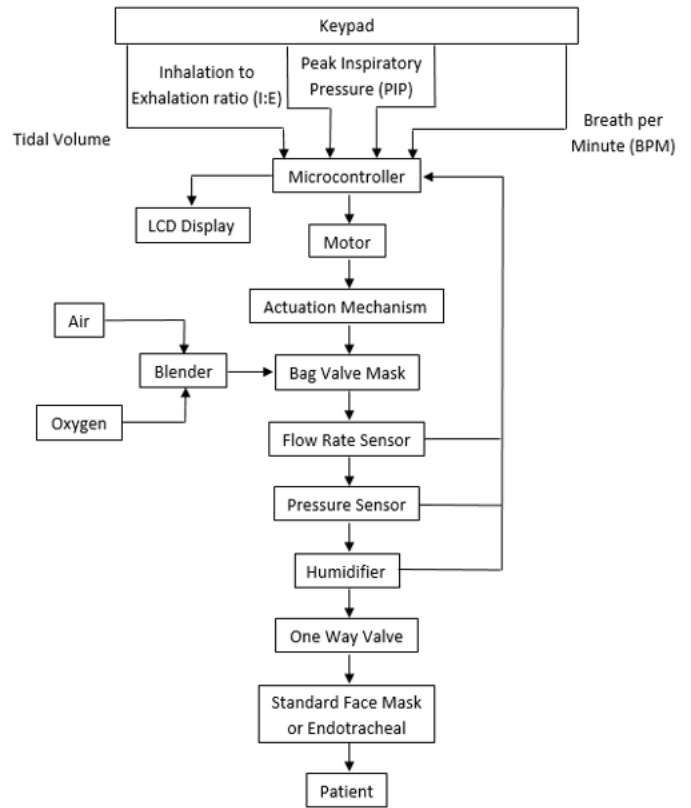 Keypad
Inhalation to
Exhalation ratio (I:E)
Peak Inspiratory
Pressure (PIP)
Tidal Volume
Breath per
Minute (BPM)
Microcontroller
LCD Display
Motor
Actuation Mechanism
Air
Blender
Bag Valve Mask
Oxygen
Flow Rate Sensor
Pressure Sensor
Humidifier
One Way Valve
Standard Face Mask
or Endotracheal
Patient